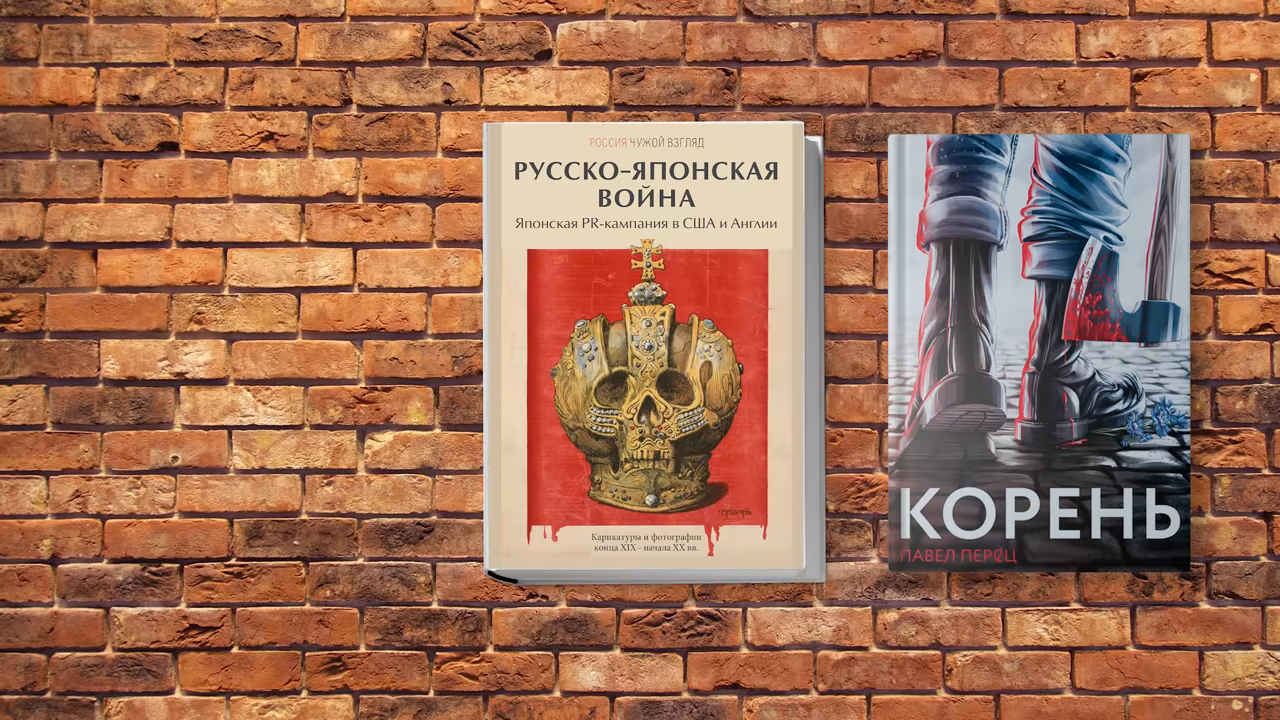 РОССИЯ ЧУЖОЙ ВЗГЛЯД
РУССКО-ЯПОНСКАЯ
ВОЙНА
Японская PR-кампания в США и Англии
Карикатуры и фотографии
конца XIX – начала XX вв.
КОРЕНЬ
ПАВЕЛ